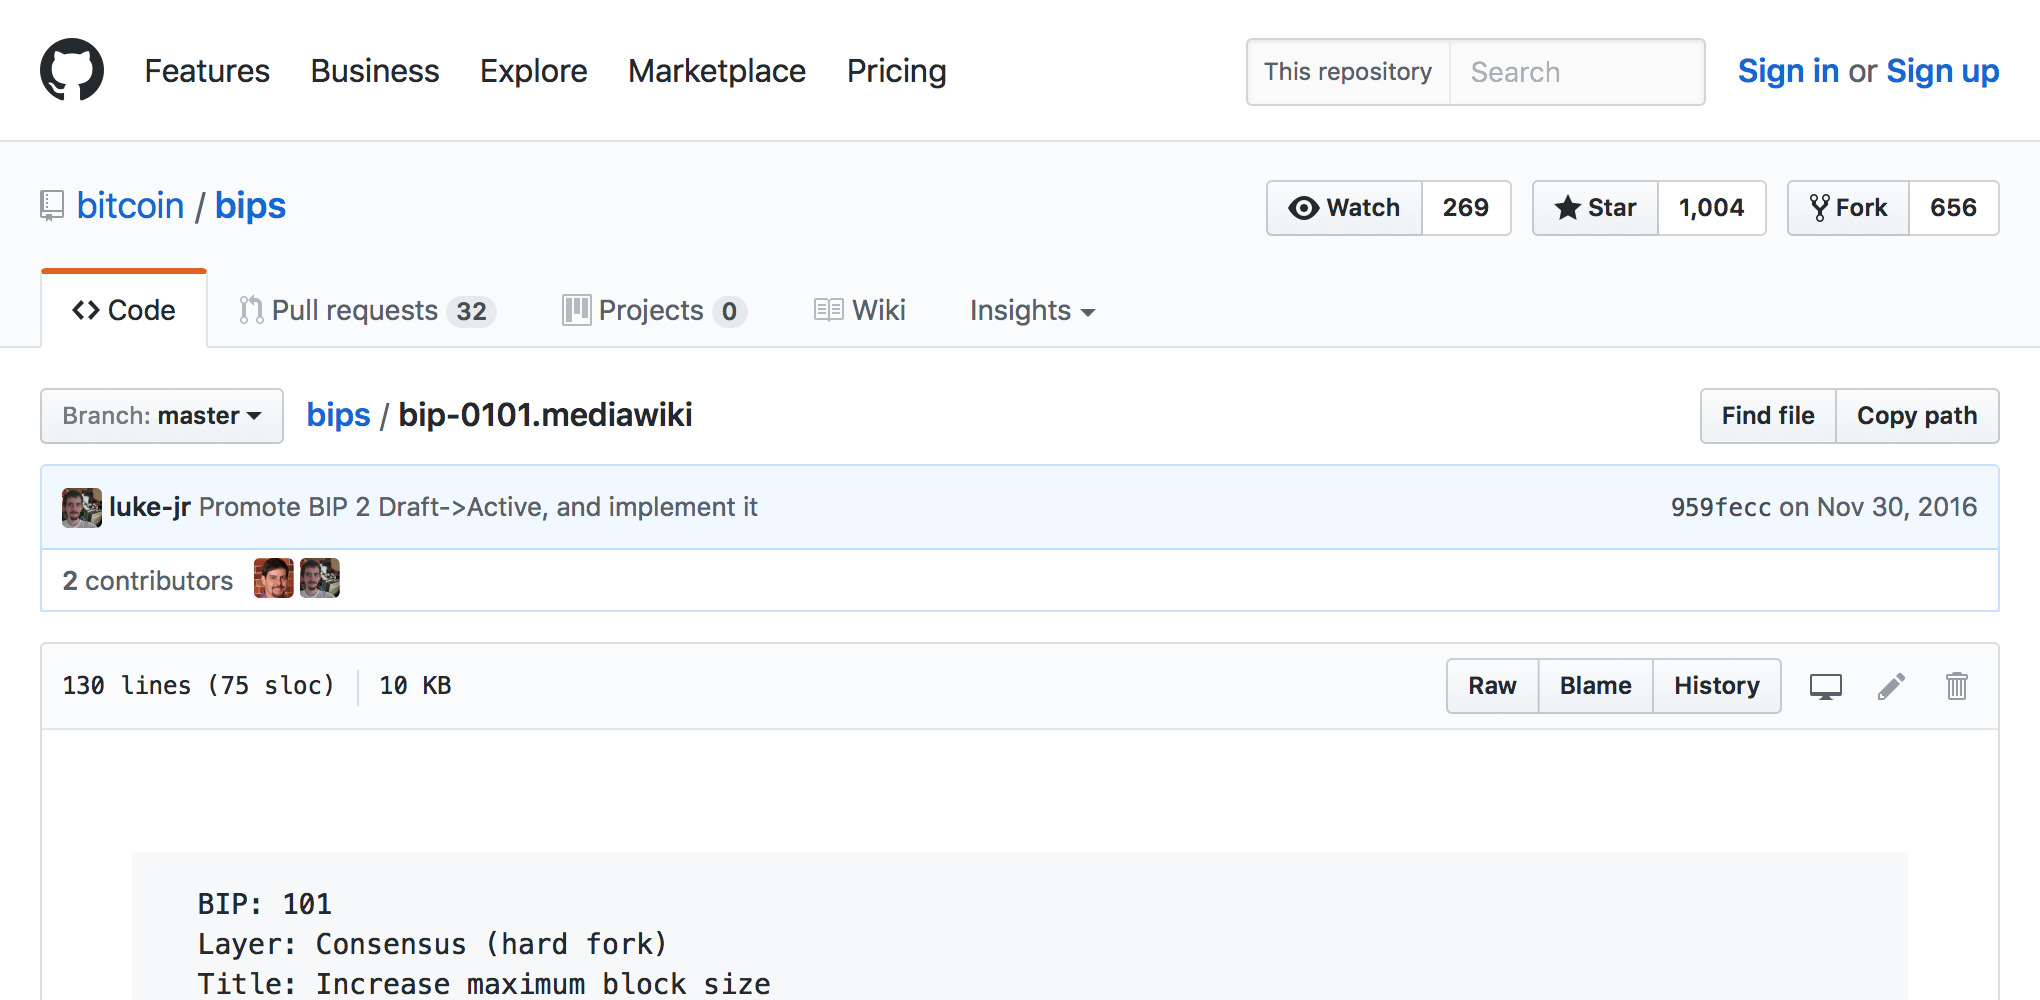 Features Business Explore Marketplace Pricing This repository Search Sign in or Sign up
bitcoin / bips Watch 269 Star 1,004 Fork 656
Code Pull requests 32 Projects 0 Wiki Insights
Branch: master bips / bip-0101.mediawiki Find file Copy path
luke-jr Promote BIP 2 Draft->Active, and implement it 959fecc on Nov 30, 2016
2 contributors
130 lines (75 sloc) 10 KB Raw Blame History
BIP: 101
Layer: Consensus (hard fork)
Title: Increase maximum block size